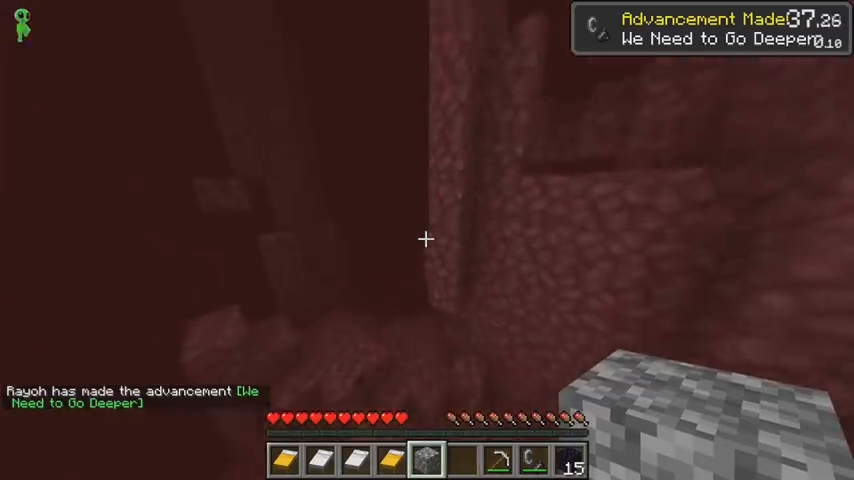 Advancement Made
37.26
We Need to Go Deeper
0.10
Rayoh has made the advancement [We
Need to Go Deeper]
15